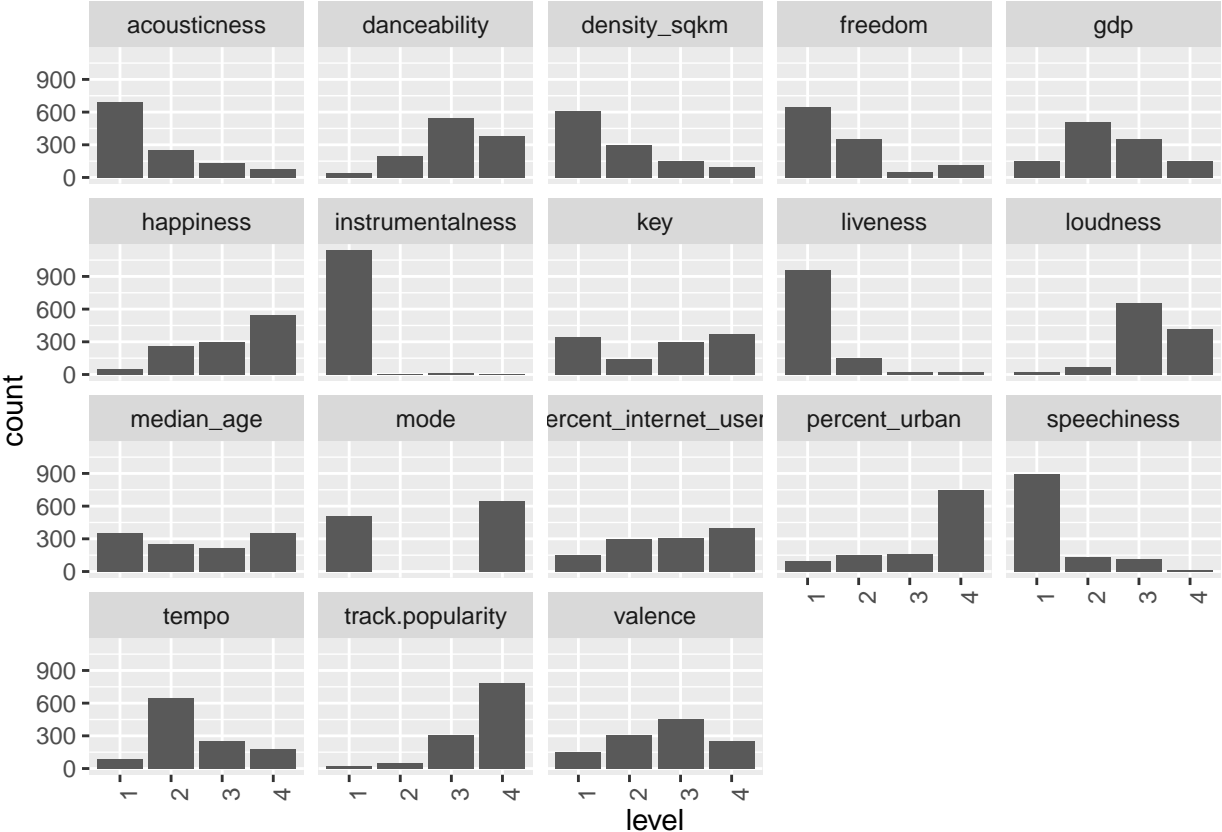 acousticness danceability density_sqkm freedom gdp
900
600
300
0
happiness instrumentalness key liveness loudness
900
600
300
0
count
median_age mode ercent_internet_user percent_urban speechiness
900
600
300
0
1 2 3 4 1 2 3 4
tempo track.popularity valence
900
600
300
0
1 2 3 4 1 2 3 4 1 2 3 4
level